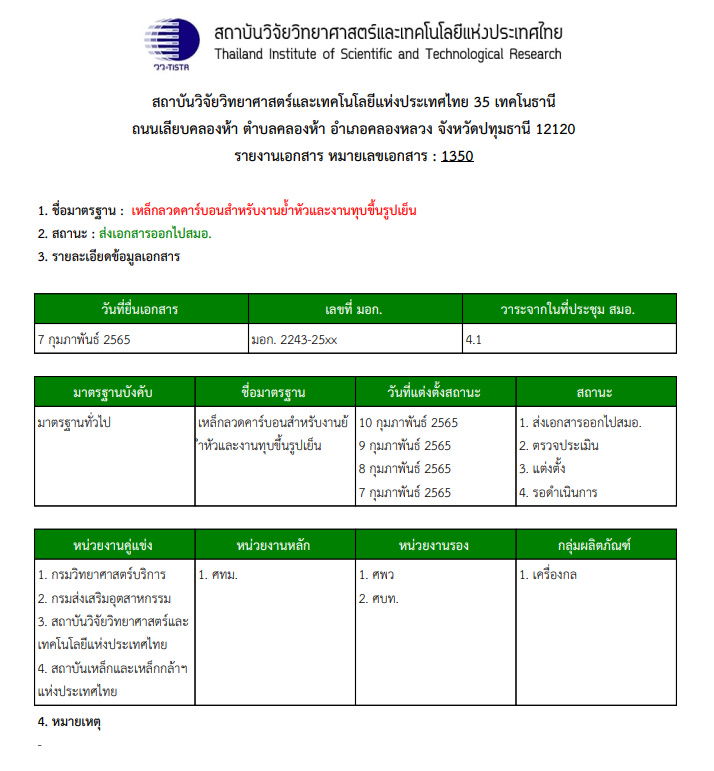 สถาบันวิจัยวิทยาศาสตร์และเทคโนโลยีแห่งประเทศไทย
Thailand Institute of Scientific and Technological Research
วว-TISTR
สถาบันวิจัยวิทยาศาสตร์และเทคโนโลยีแห่งประเทศไทย 35 เทคโนธานี
ถนนเลียบคลองห้า ตำบลคลองห้า อำเภอคลองหลวง จังหวัดปทุมธานี 12120
รายงานเอกสาร หมายเลขเอกสาร : 1350
1. ชื่อมาตรฐาน : เหล็กลวดคาร์บอนสำหรับงานย้ำหัวและงานทุบขึ้นรูปเย็น
2. สถานะ : ส่งเอกสารออกไปสมอ.
3. รายละเอียดข้อมูลเอกสาร
วันที่ยื่นเอกสาร เลขที่ มอก. วาระจากในที่ประชุม สมอ.
7 กุมภาพันธ์ 2565 มอก. 2243-25xx 4.1
มาตรฐานบังคับ ชื่อมาตรฐาน วันที่แต่งตั้งสถานะ สถานะ
มาตรฐานทั่วไป เหล็กลวดคาร์บอนสำหรับงานย้ 10 กุมภาพันธ์ 2565 1. ส่งเอกสารออกไปสมอ.
ำหัวและงานทุบขึ้นรูปเย็น 9 กุมภาพันธ์ 2565 2. ตรวจประเมิน
8 กุมภาพันธ์ 2565 3. แต่งตั้ง
7 กุมภาพันธ์ 2565 4. รอดำเนินการ
หน่วยงานคู่แข่ง หน่วยงานหลัก หน่วยงานรอง กลุ่มผลิตภัณฑ์
1. กรมวิทยาศาสตร์บริการ 1. ศทม. 1. ศพว 1. เครื่องกล
2. กรมส่งเสริมอุตสาหกรรม 2. ศบท.
3. สถาบันวิจัยวิทยาศาสตร์และ
เทคโนโลยีแห่งประเทศไทย
4. สถาบันเหล็กและเหล็กกล้าฯ
แห่งประเทศไทย
4. หมายเหตุ
-